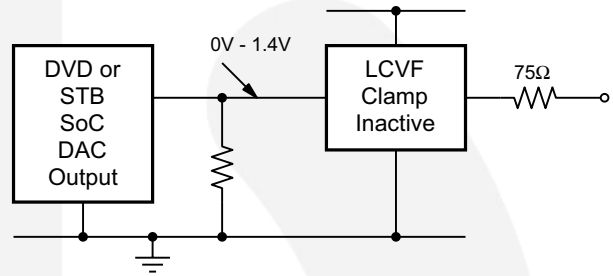 DVD or
STB
SoC
DAC
Output
0V - 1.4V
LCVF
Clamp
Inactive
75Ω